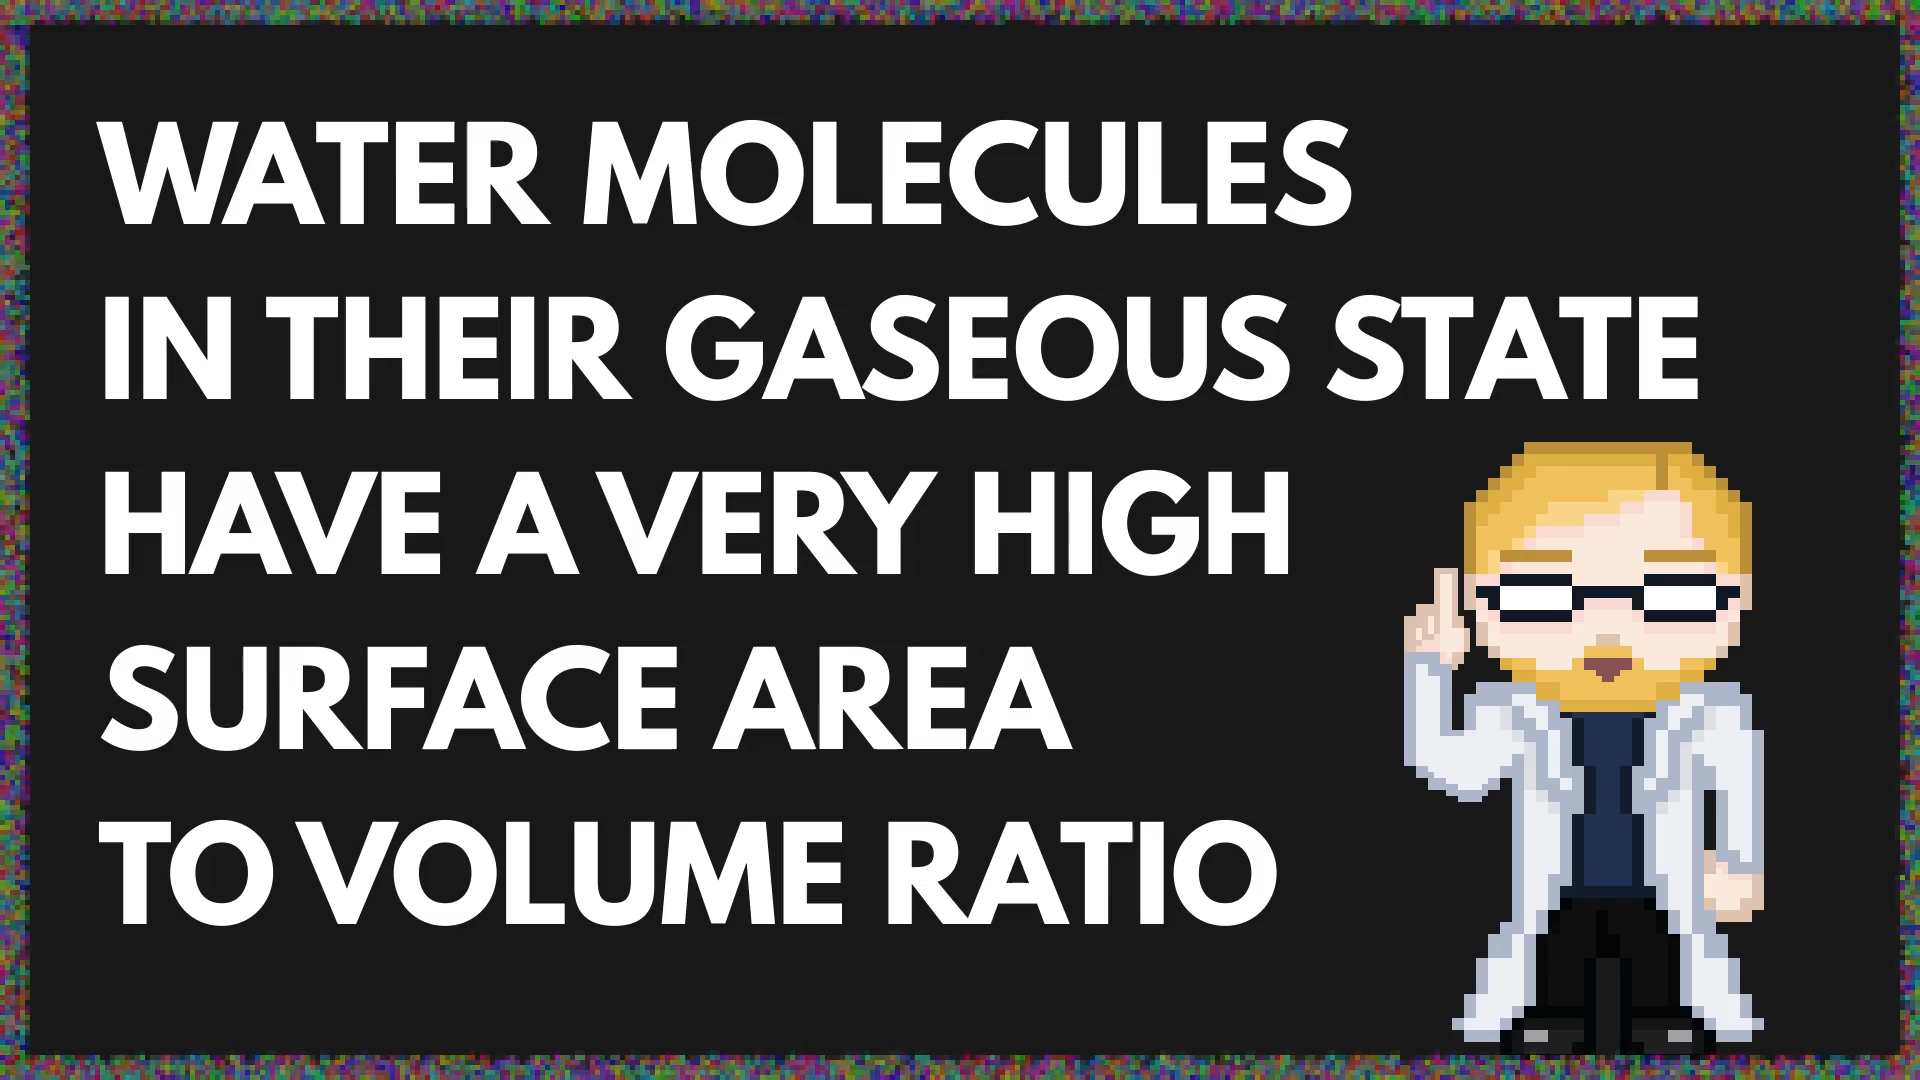 WATER MOLECULES
IN THEIR GASEOUS STATE
HAVE A VERY HIGH
SURFACE AREA
TO VOLUME RATIO